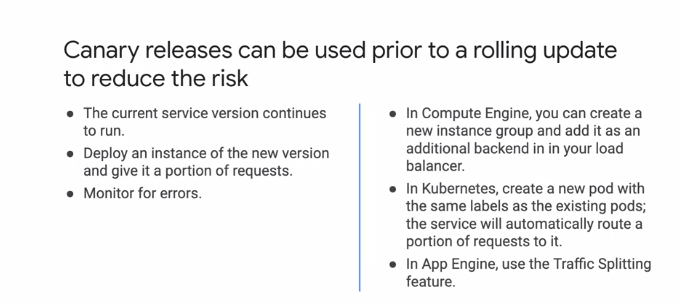 Canary releases can be used prior to a rolling update
to reduce the risk
● The current service version continues
to run.
● Deploy an instance of the new version
and give it a portion of requests.
● Monitor for errors.
● In Compute Engine, you can create a
new instance group and add it as an
additional backend in in your load
balancer.
● In Kubernetes, create a new pod with
the same labels as the existing pods;
the service will automatically route a
portion of requests to it.
● In App Engine, use the Traffic Splitting
feature.